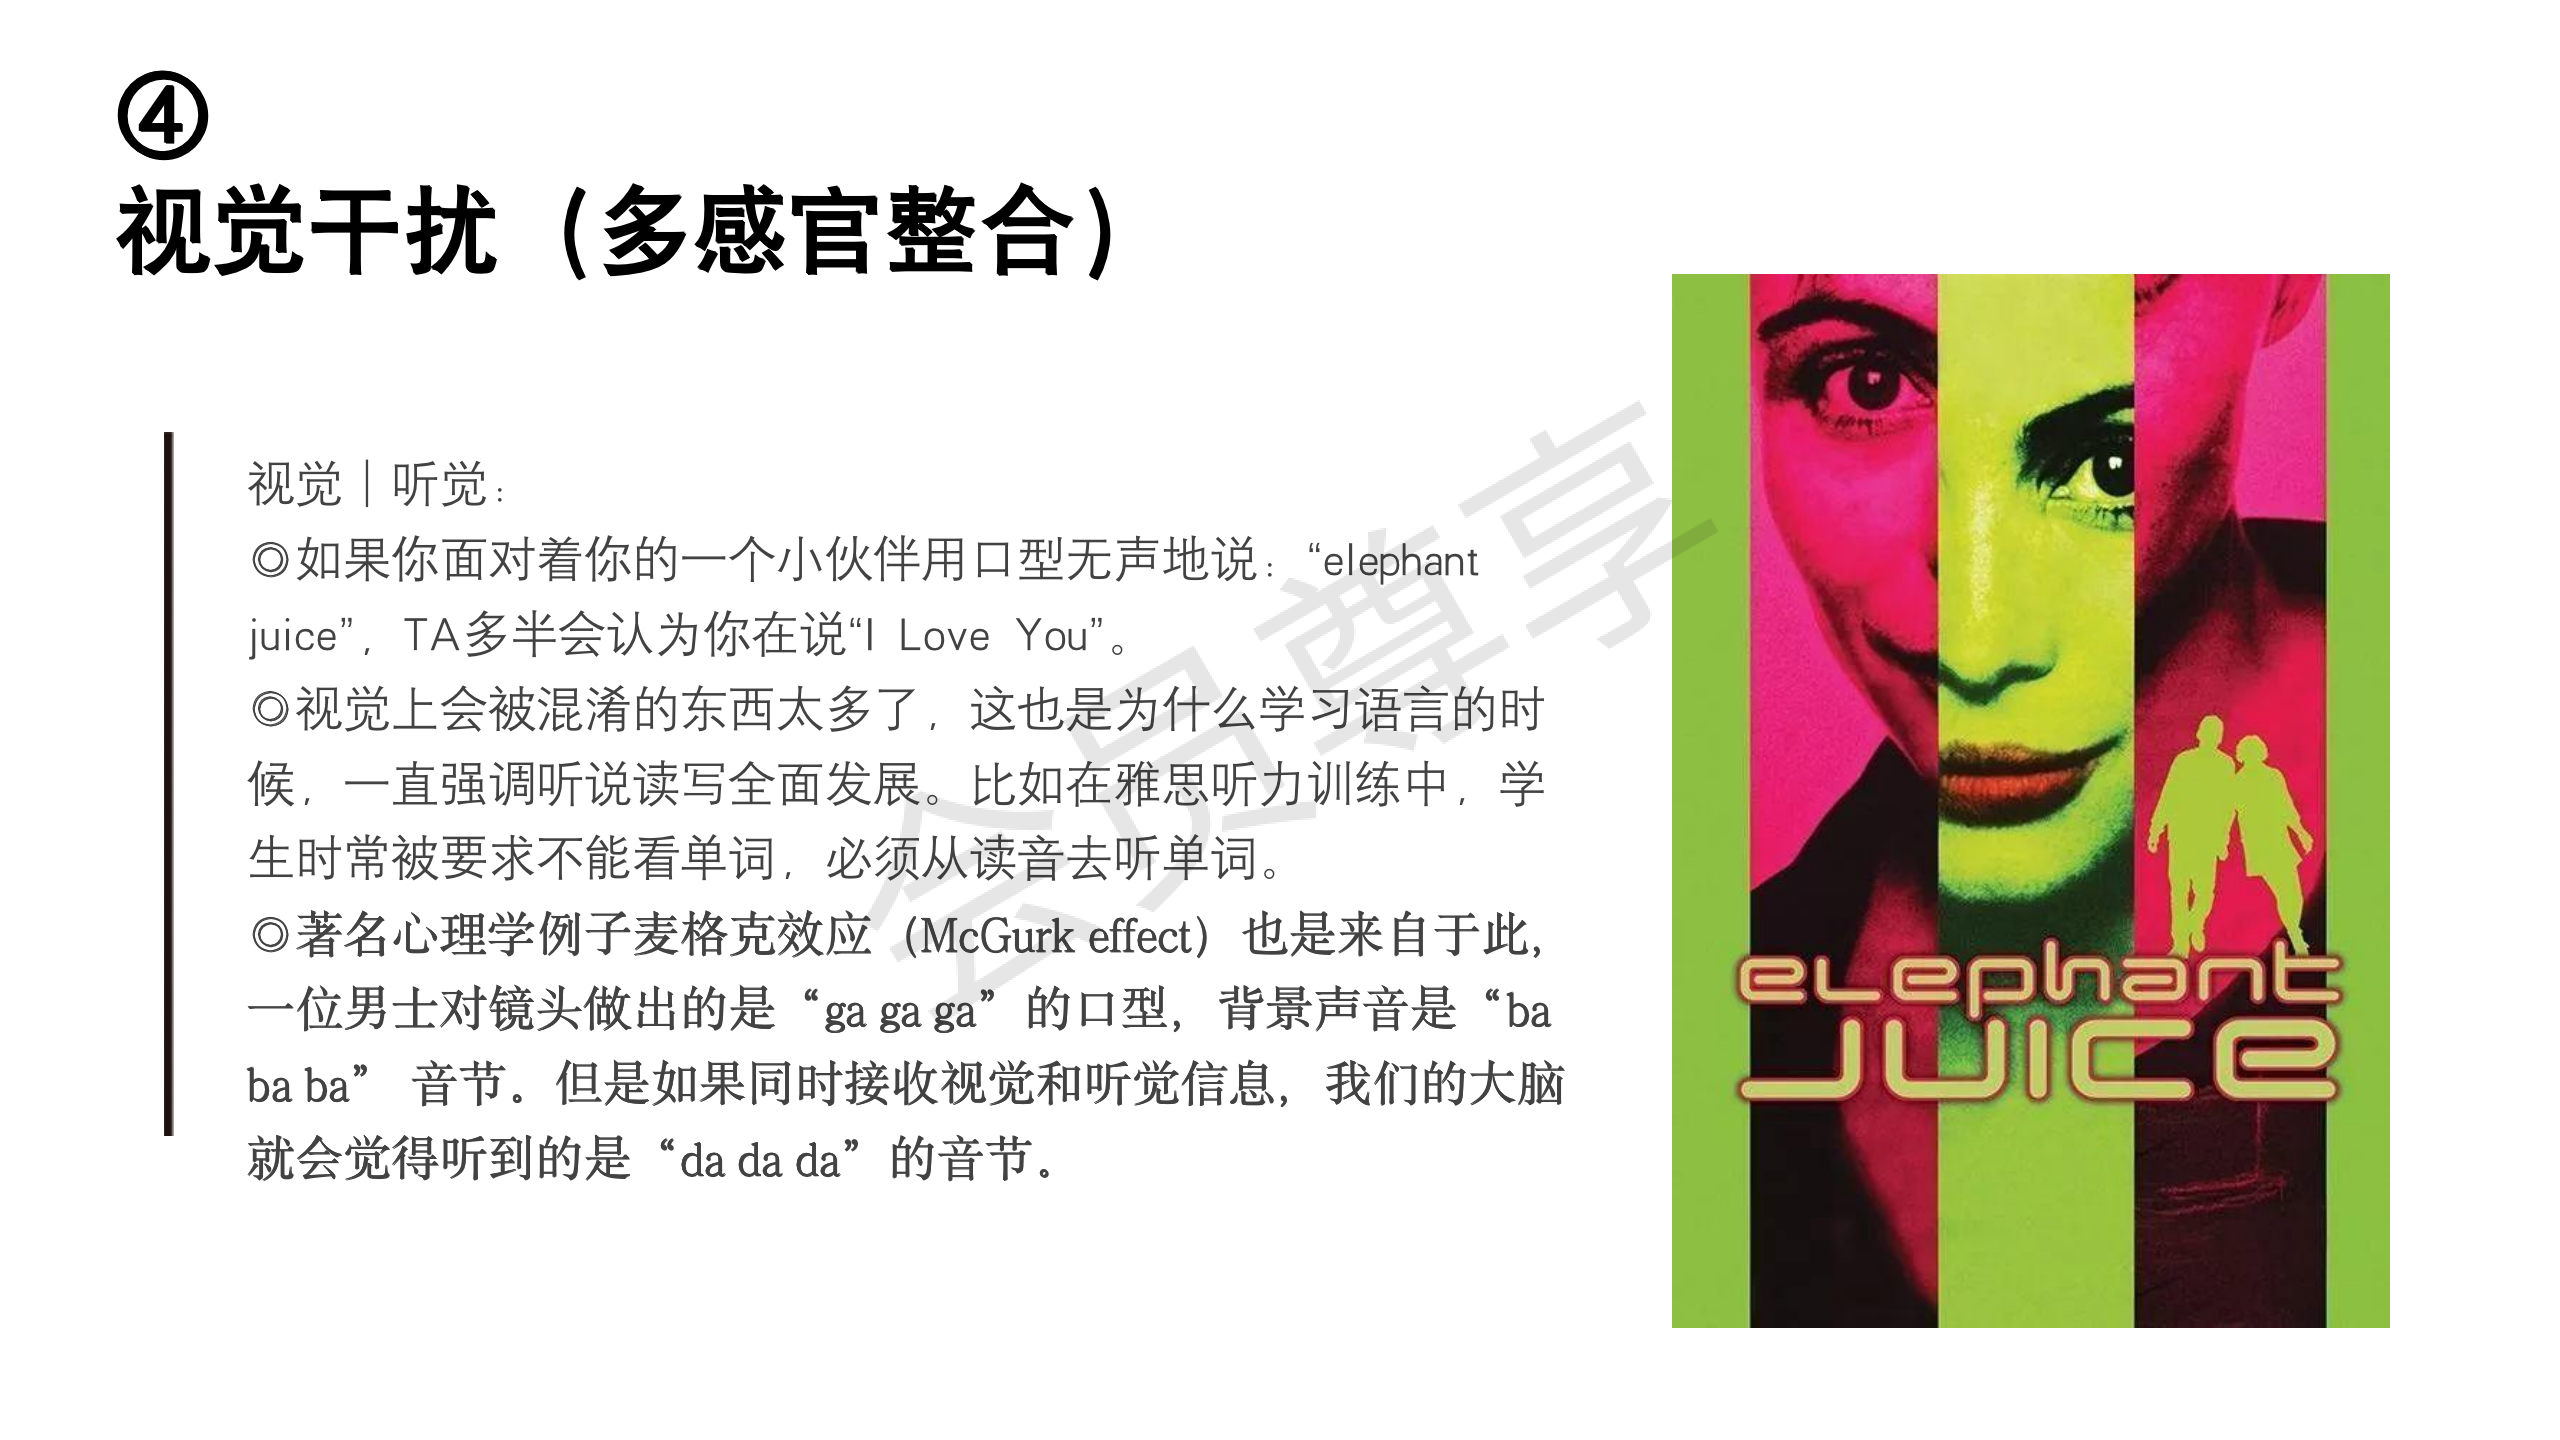 ④
视觉干扰（多感官整合）
视觉｜听觉：
◎如果你面对着你的一个小伙伴用口型无声地说：“elephant
juice”，TA多半会认为你在说“I Love You”。
◎视觉上会被混淆的东西太多了，这也是为什么学习语言的时
候，一直强调听说读写全面发展。比如在雅思听力训练中，学
生时常被要求不能看单词，必须从读音去听单词。
◎著名心理学例子麦格克效应（McGurk effect）也是来自于此，
一位男士对镜头做出的是“ga ga ga”的口型，背景声音是“ba
ba ba” 音节。但是如果同时接收视觉和听觉信息，我们的大脑
就会觉得听到的是“da da da”的音节。
会员尊享
elephant
JUICE